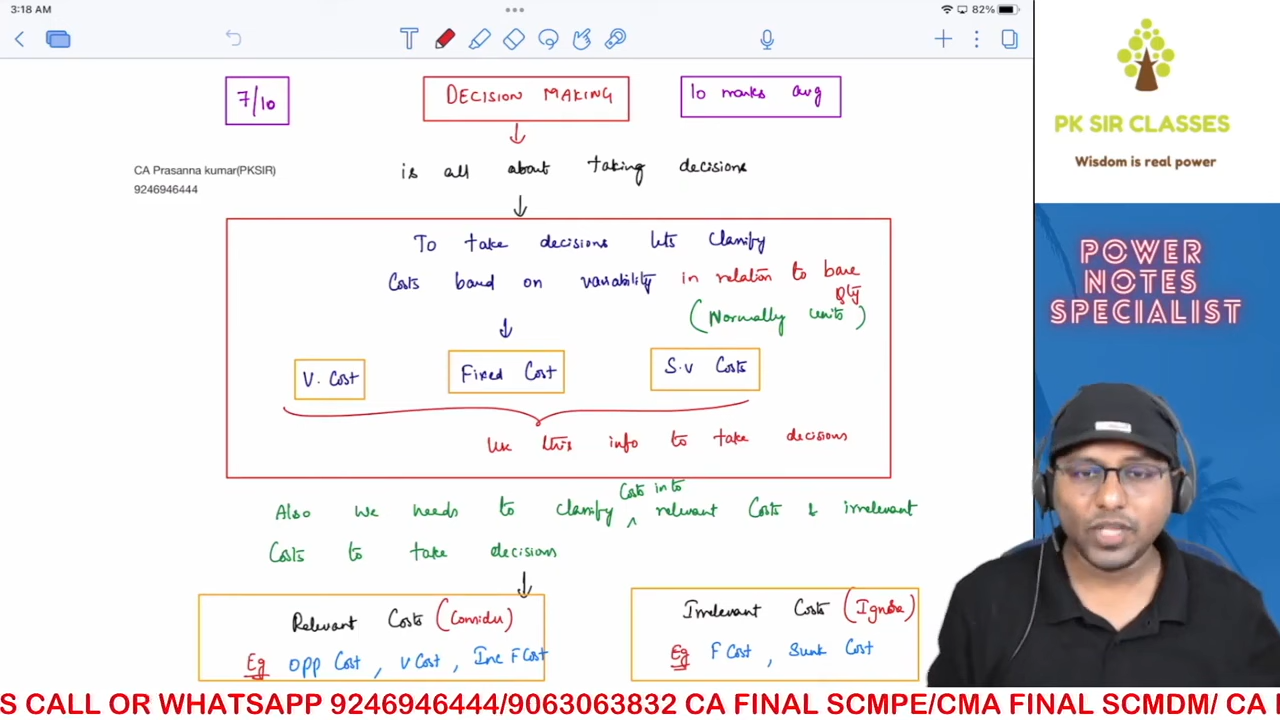 3:18 AM
82%
7/10
DECISION MAKING
10 marks avg
PK SIR CLASSES
Wisdom is real power
CA Prasanna kumar(PKSIR)
9246946444
is all about taking decisions
To take decisions lets Classify
Costs based on variability in relation to base
Qty
(Normally units)
V. Cost
Fixed Cost
S.V Costs
Use this info to take decisions
Costs into
Also we needs to classify ^ relevant Costs & irrelevant
Costs to take decisions
Relevant Costs (Consider)
Eg Opp Cost, V Cost, Inc F Cost
Irrelevant Costs (Ignore)
Eg F Cost, Sunk Cost
POWER
NOTES
SPECIALIST
S CALL OR WHATSAPP 9246946444/9063063832 CA FINAL SCMPE/CMA FINAL SCMDM/ CA